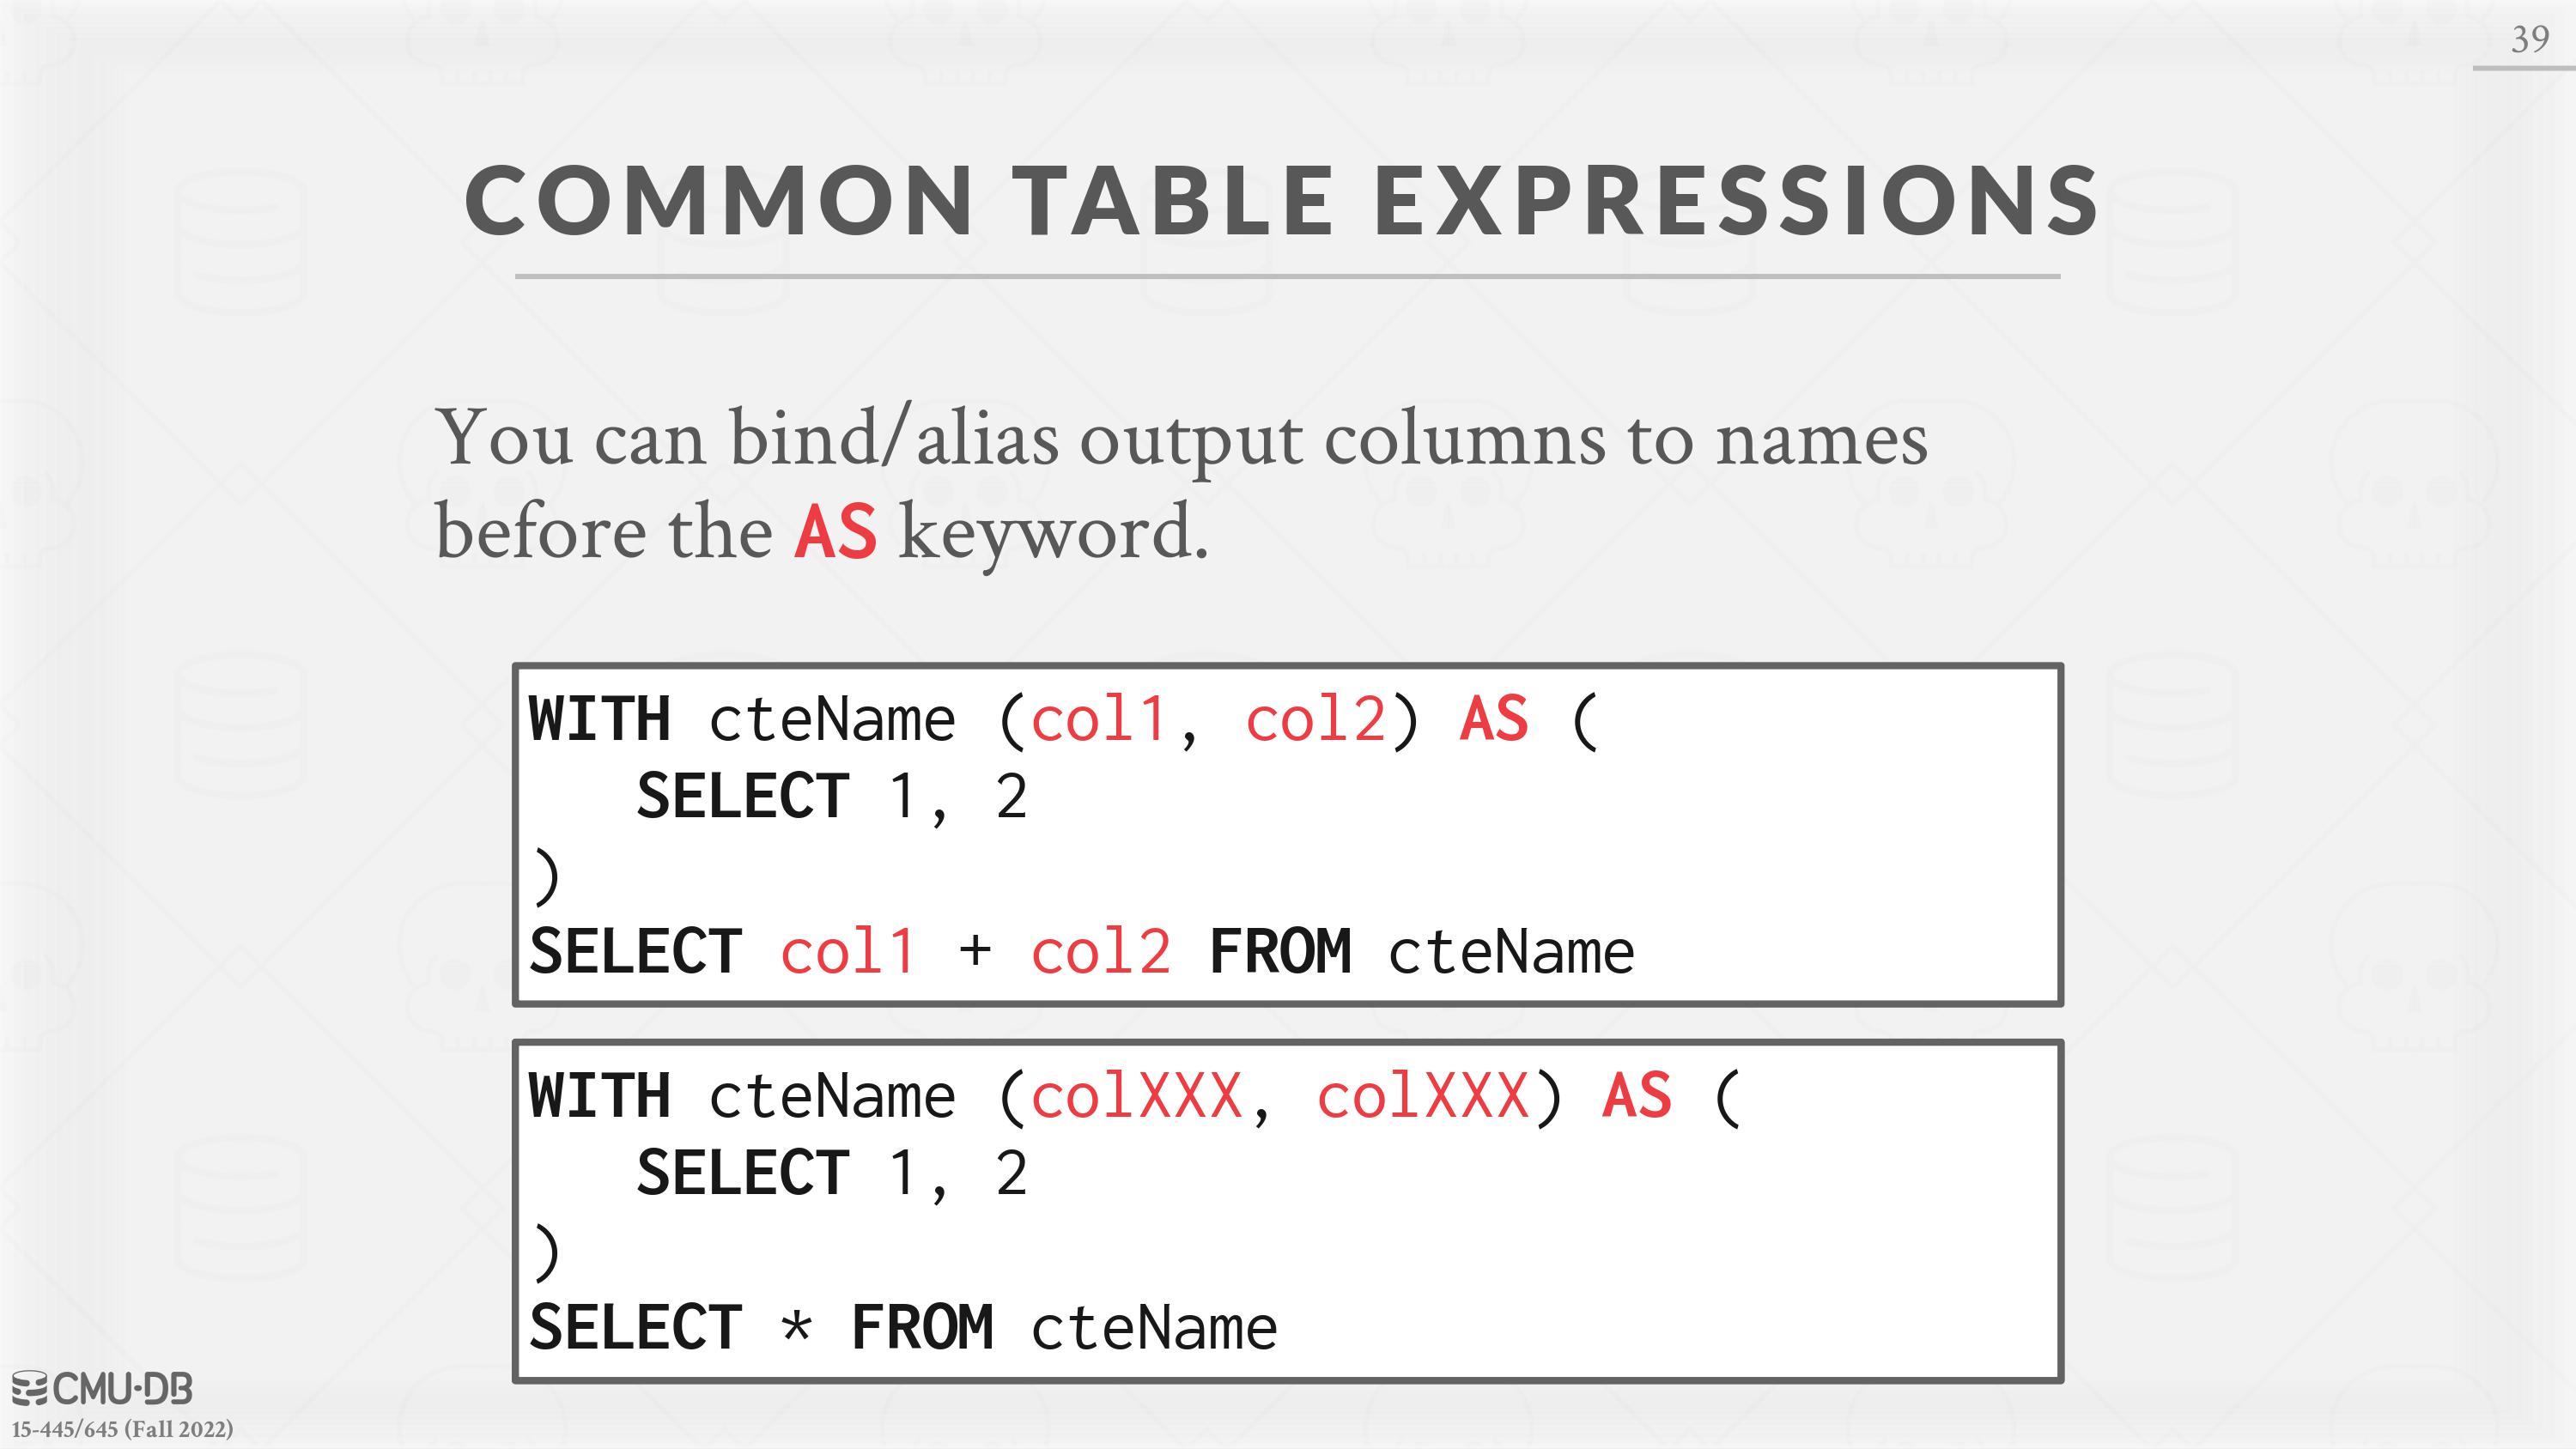 39
COMMON TABLE EXPRESSIONS
You can bind/alias output columns to names
before the AS keyword.
WITH cteName (col1, col2) AS (
SELECT 1, 2
)
SELECT col1 + col2 FROM cteName
WITH cteName (colXXX, colXXX) AS (
SELECT 1, 2
)
SELECT * FROM cteName
CMU·DB
15-445/645 (Fall 2022)